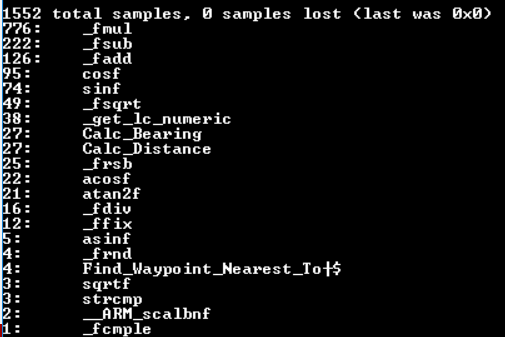 1552 total samples, 0 samples lost (last was 0x0)
776: _fmul
222: _fsub
126: _fadd
95: cosf
74: sinf
49: _fsqrt
38: _get_lc_numeric
27: Calc_Bearing
27: Calc_Distance
25: _frsb
22: acosf
21: atan2f
16: _fdiv
12: _ffix
5: asinf
4: _frnd
4: Find_Waypoint_Nearest_To┼$
3: sqrtf
3: strcmp
2: __ARM_scalbnf
1: _fcmple